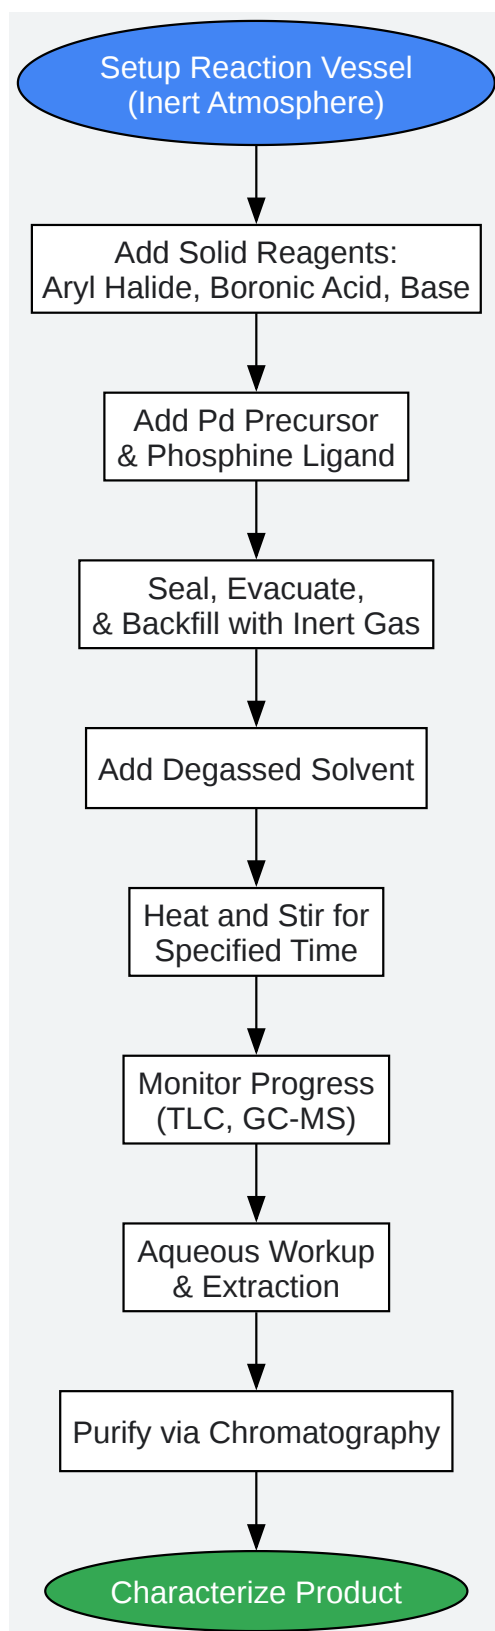 Setup Reaction Vessel
(Inert Atmosphere)
Add Solid Reagents:
Aryl Halide, Boronic Acid, Base
Add Pd Precursor
& Phosphine Ligand
Seal, Evacuate,
& Backfill with Inert Gas
Add Degassed Solvent
Heat and Stir for
Specified Time
Monitor Progress
(TLC, GC-MS)
Aqueous Workup
& Extraction
Purify via Chromatography
Characterize Product